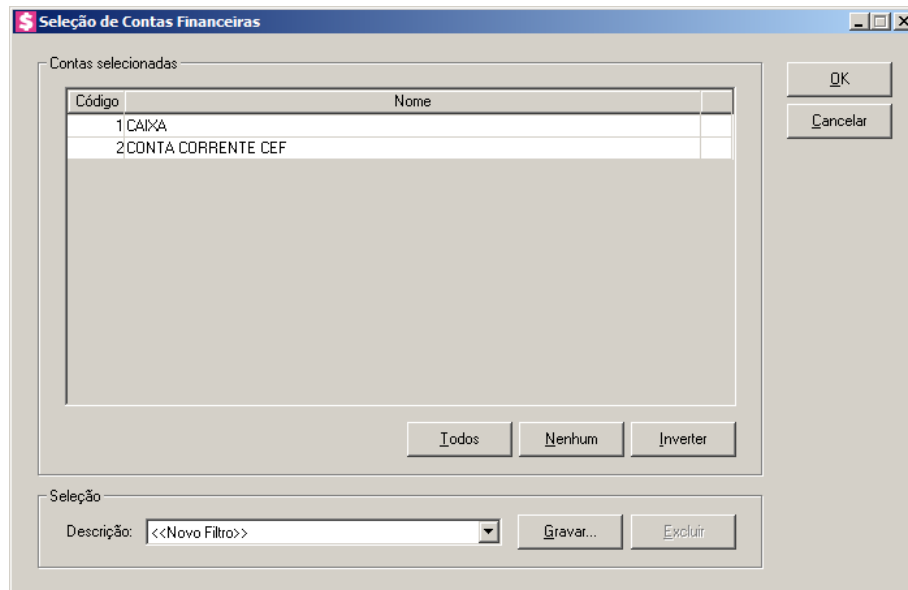 Seleção de Contas Financeiras
Contas selecionadas
Código Nome
1 CAIXA
2 CONTA CORRENTE CEF
OK
Cancelar
Todos Nenhum Inverter
Seleção
Descrição: <<Novo Filtro>> Gravar... Excluir